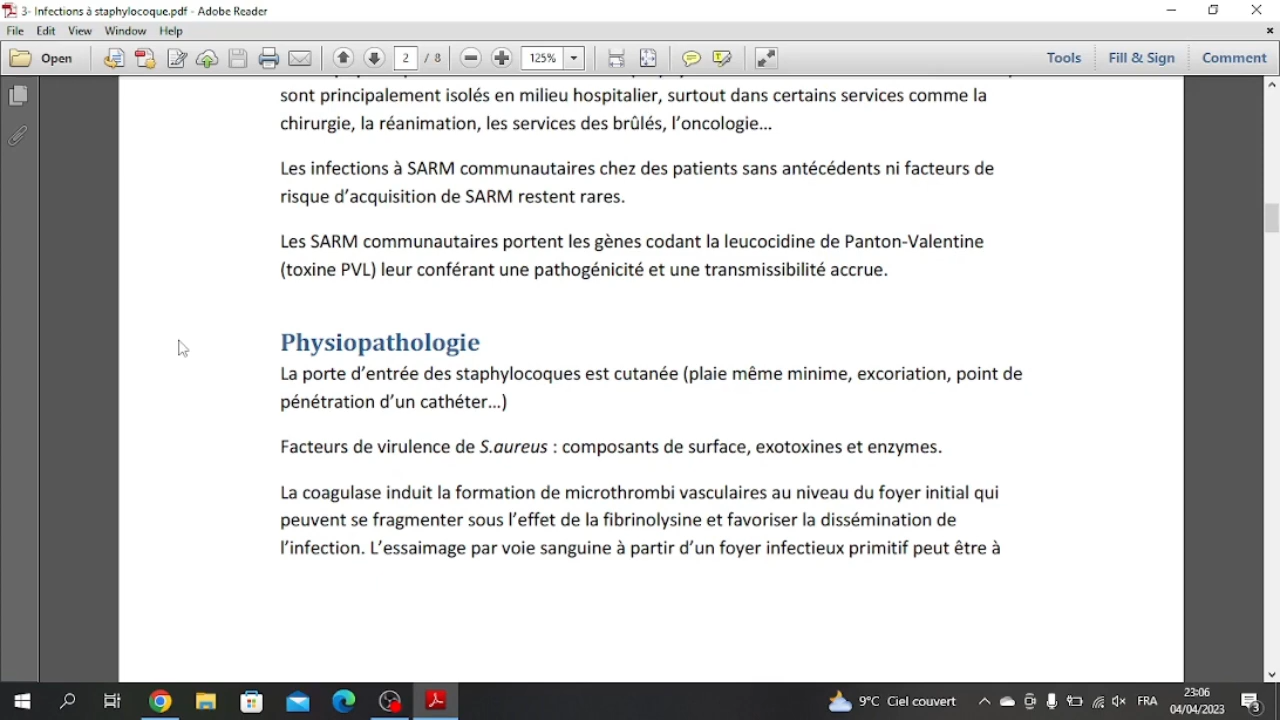 3- Infections à staphylocoque.pdf - Adobe Reader
File Edit View Window Help
Open 2 / 8 125% Tools Fill & Sign Comment
sont principalement isolés en milieu hospitalier, surtout dans certains services comme la
chirurgie, la réanimation, les services des brûlés, l’oncologie…
Les infections à SARM communautaires chez des patients sans antécédents ni facteurs de
risque d’acquisition de SARM restent rares.
Les SARM communautaires portent les gènes codant la leucocidine de Panton-Valentine
(toxine PVL) leur conférant une pathogénicité et une transmissibilité accrue.
Physiopathologie
La porte d’entrée des staphylocoques est cutanée (plaie même minime, excoriation, point de
pénétration d’un cathéter…)
Facteurs de virulence de S.aureus : composants de surface, exotoxines et enzymes.
La coagulase induit la formation de microthrombi vasculaires au niveau du foyer initial qui
peuvent se fragmenter sous l’effet de la fibrinolysine et favoriser la dissémination de
l’infection. L’essaimage par voie sanguine à partir d’un foyer infectieux primitif peut être à
9°C Ciel couvert FRA 23:06
04/04/2023 3